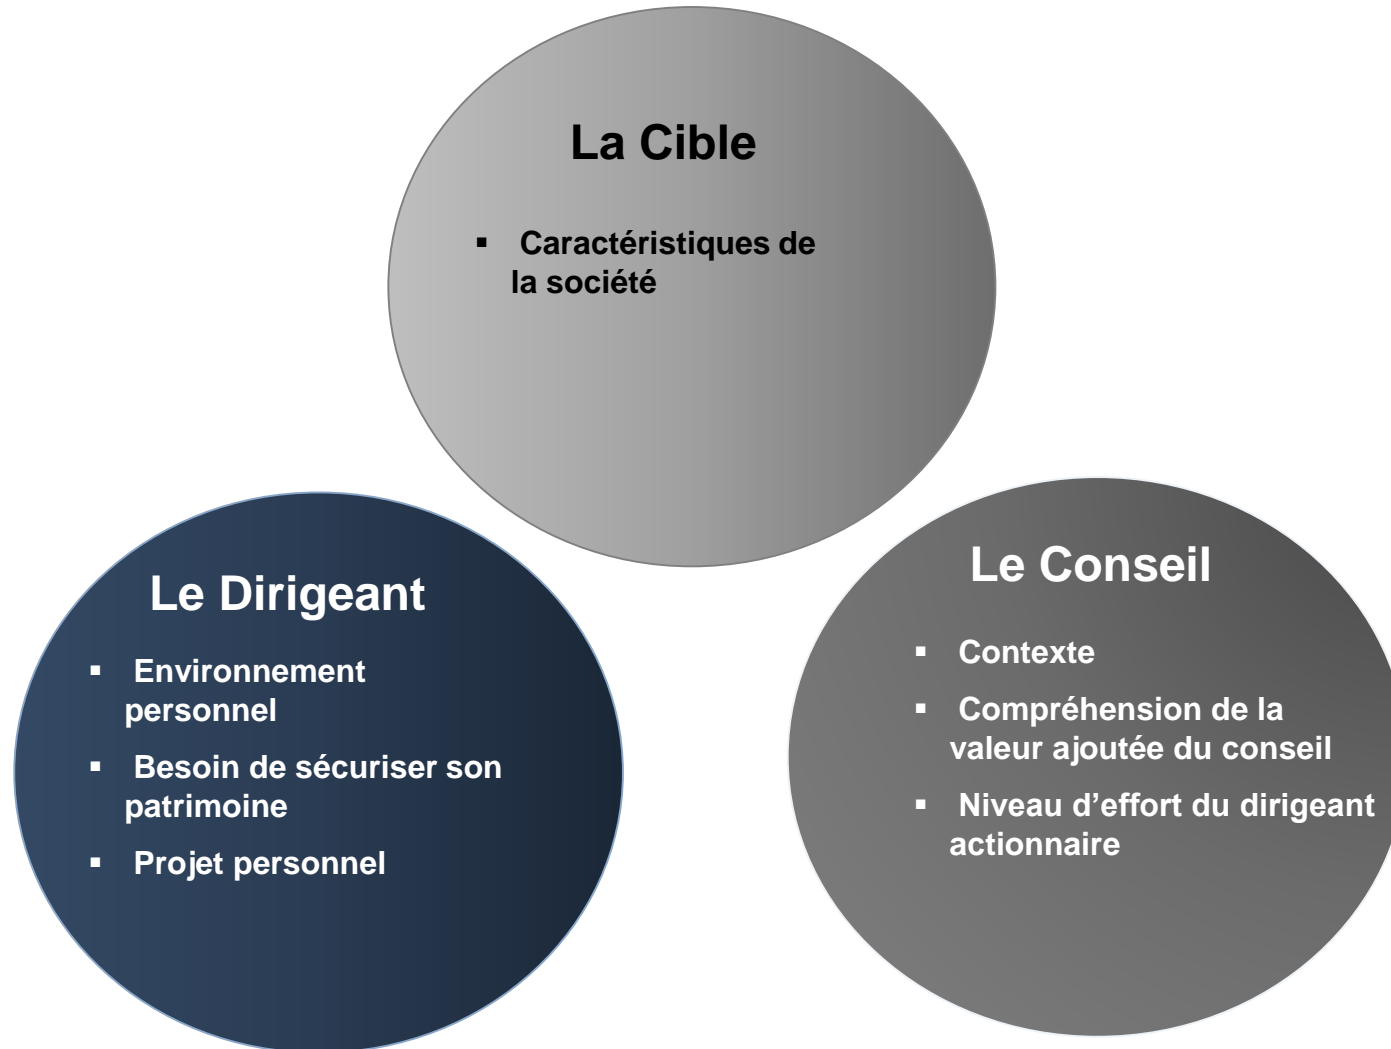 La Cible
▪ Caractéristiques de
la société
Le Dirigeant
▪ Environnement
personnel
▪ Besoin de sécuriser son
patrimoine
▪ Projet personnel
Le Conseil
▪ Contexte
▪ Compréhension de la
valeur ajoutée du conseil
▪ Niveau d’effort du dirigeant
actionnaire